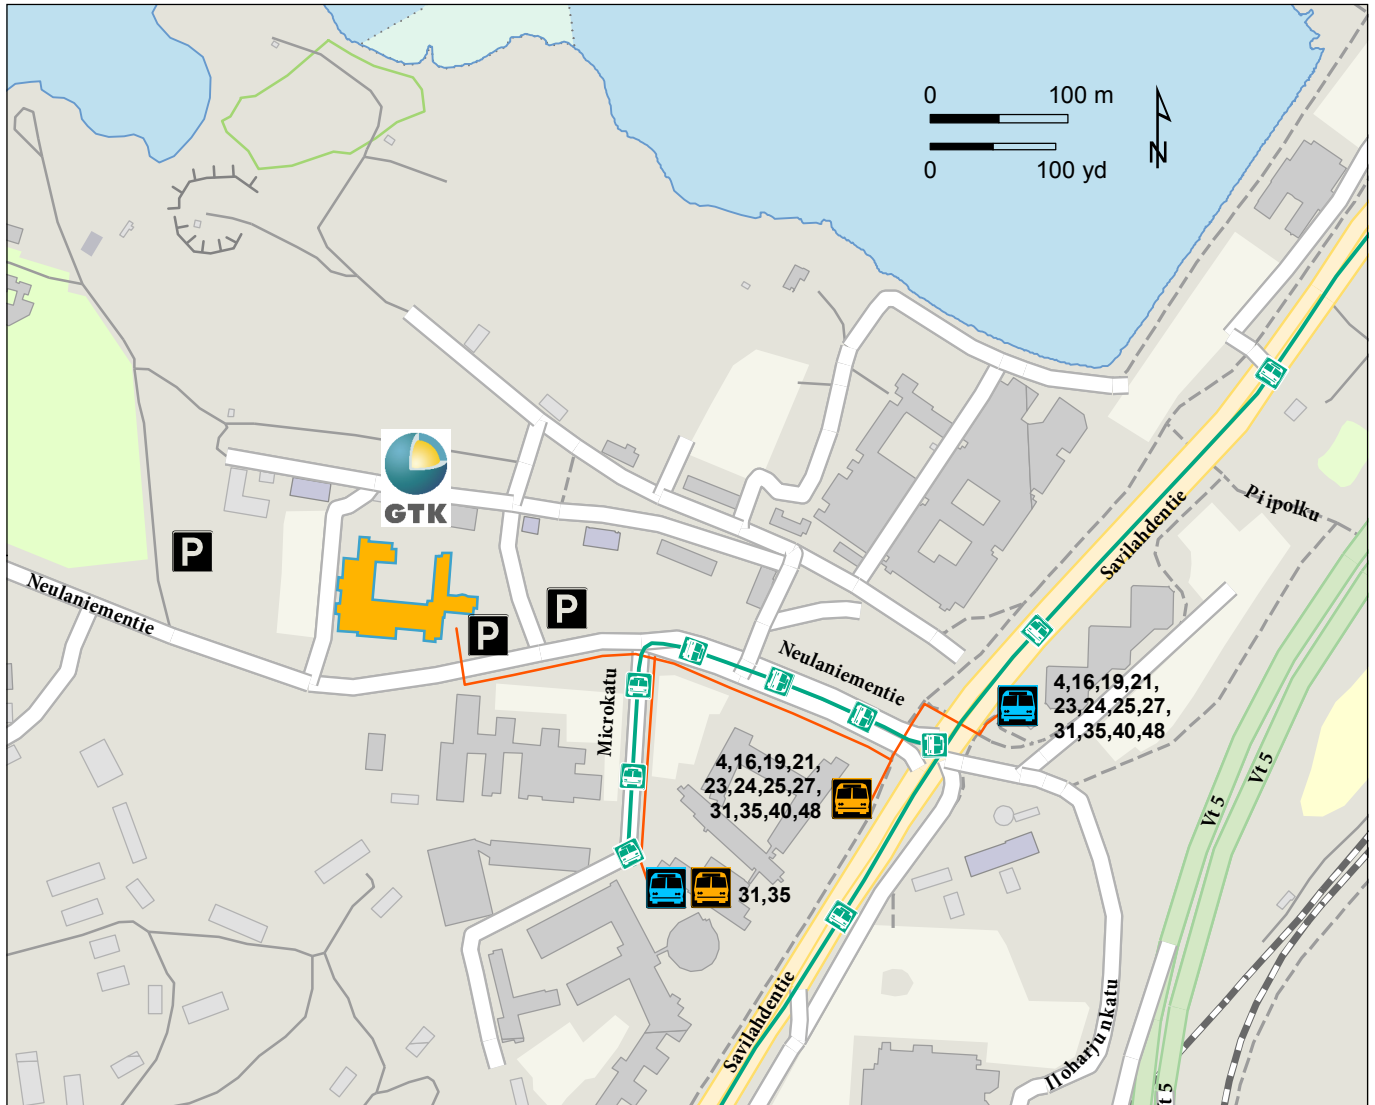 0 100 m
0 100 yd
N
GTK
P
P
P
Neulaniementie
Neulaniementie
Microkatu
Savilahdentie
Piipolku
4,16,19,21,
23,24,25,27,
31,35,40,48
4,16,19,21,
23,24,25,27,
31,35,40,48
31,35
Vt 5
Vt 5
Savilahdentie
Iloharjunkatu
t 5